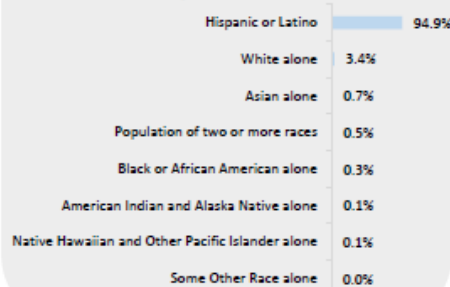 Hispanic or Latino 94.9%
White alone 3.4%
Asian alone 0.7%
Population of two or more races 0.5%
Black or African American alone 0.3%
American Indian and Alaska Native alone 0.1%
Native Hawaiian and Other Pacific Islander alone 0.1%
Some Other Race alone 0.0%